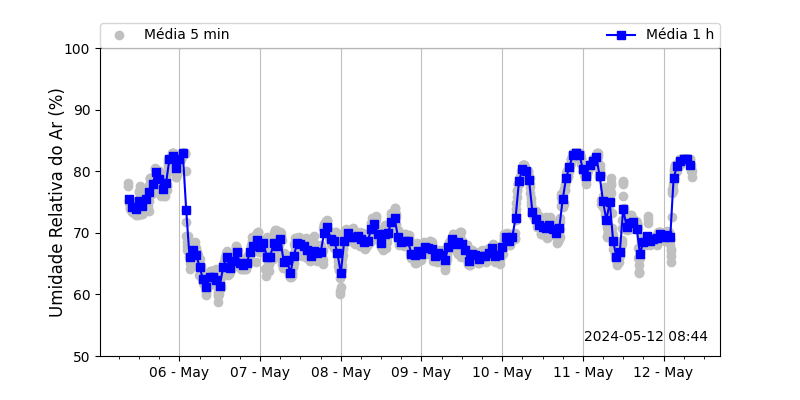 Média 5 min
Média 1 h
100
90
80
70
60
50
Umidade Relativa do Ar (%)
2024-05-12 08:44
06 - May
07 - May
08 - May
09 - May
10 - May
11 - May
12 - May